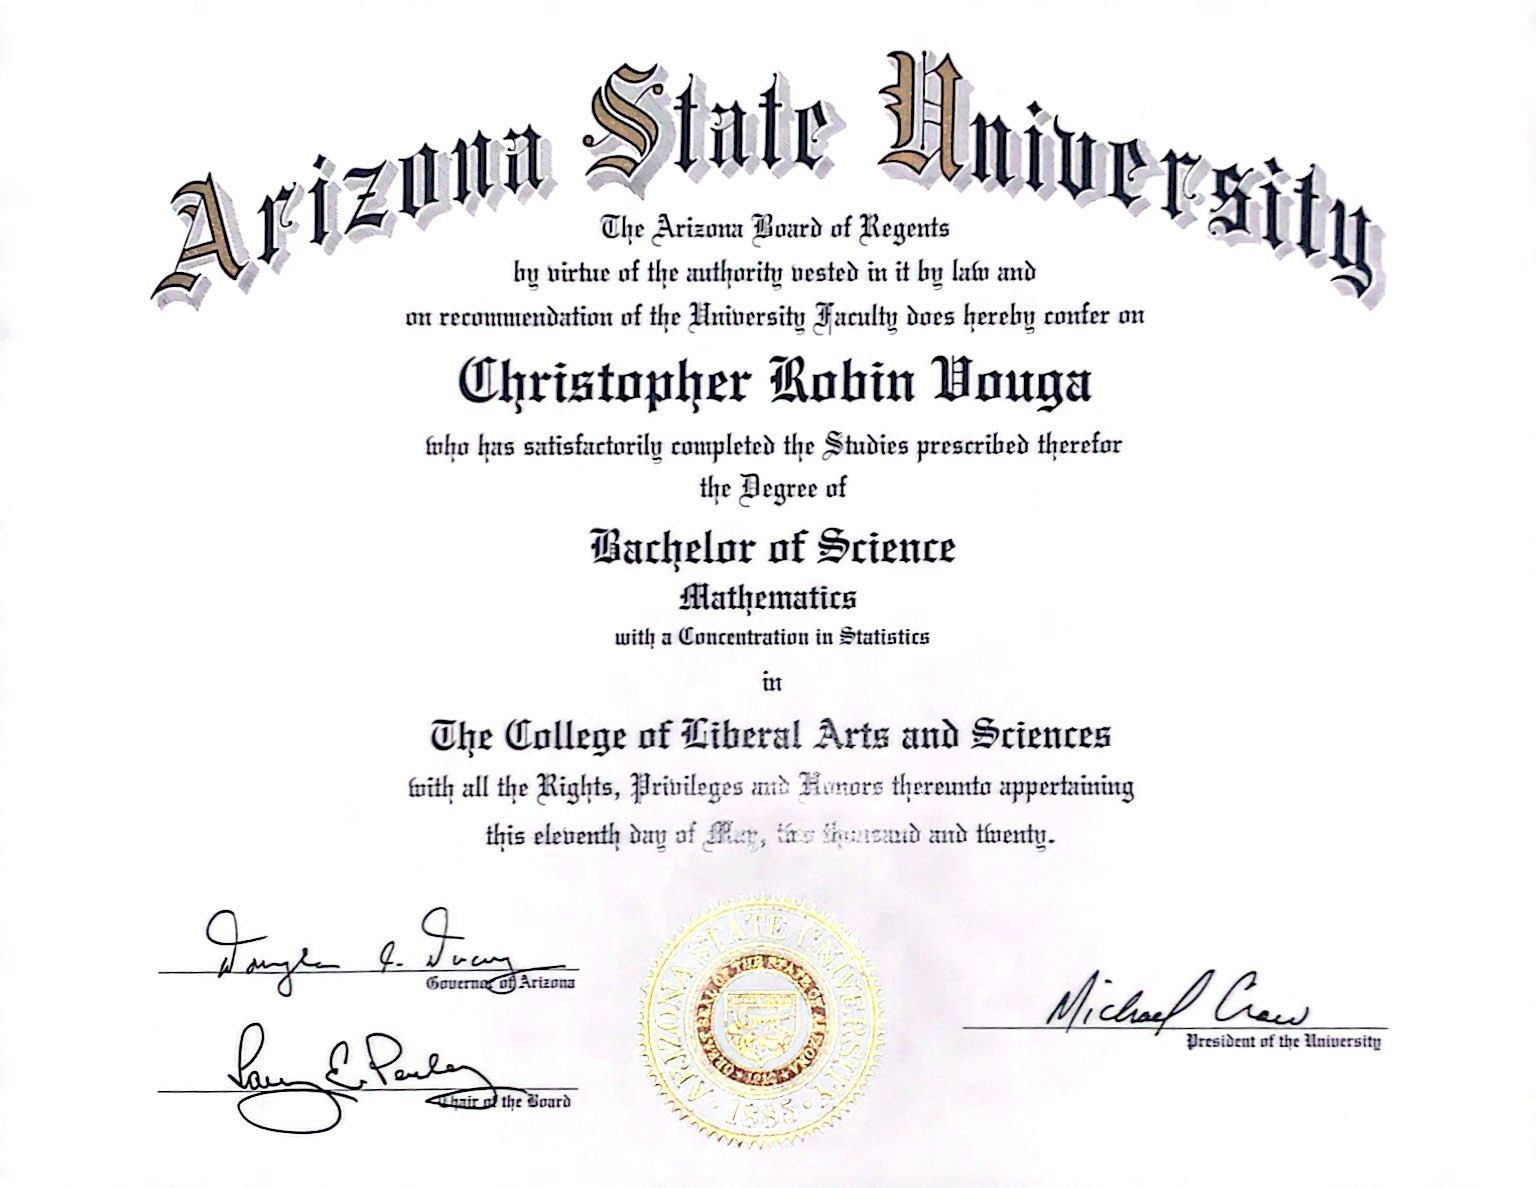 Arizona State University
The Arizona Board of Regents
by virtue of the authority vested in it by law and
on recommendation of the University Faculty does hereby confer on
Christopher Robin Vouga
who has satisfactorily completed the Studies prescribed therefor
the Degree of
Bachelor of Science
Mathematics
with a Concentration in Statistics
in
The College of Liberal Arts and Sciences
with all the Rights, Privileges and Honors thereunto appertaining
this eleventh day of May, two thousand and twenty.
Douglas A. Ducey
Governor of Arizona
Larry E. Penley
Chair of the Board
ARIZONA STATE UNIVERSITY
1885
GREAT SEAL OF THE STATE OF ARIZONA
1912
Michael Crow
President of the University